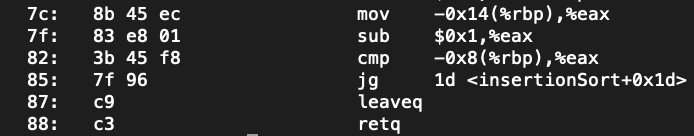 7c: 8b 45 ec mov -0x14(%rbp),%eax
7f: 83 e8 01 sub $0x1,%eax
82: 3b 45 f8 cmp -0x8(%rbp),%eax
85: 7f 96 jg 1d <insertionSort+0x1d>
87: c9 leaveq
88: c3 retq